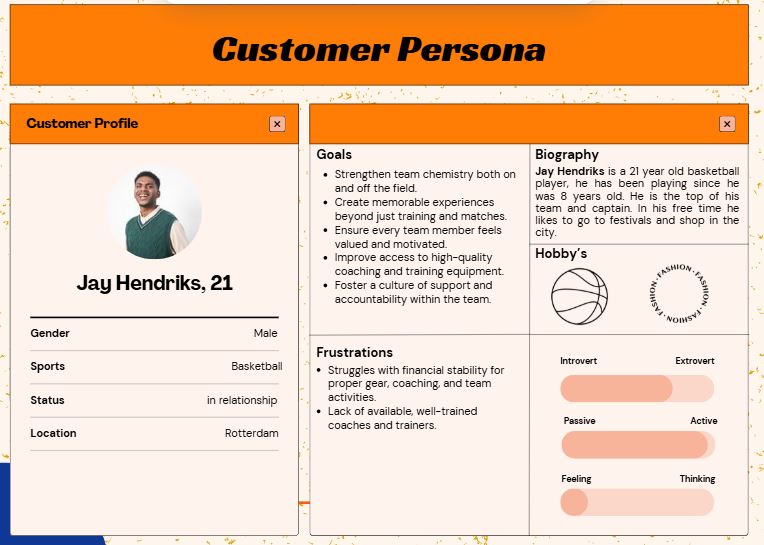 Customer Persona
Customer Profile
Jay Hendriks, 21
Gender Male
Sports Basketball
Status in relationship
Location Rotterdam
Goals
• Strengthen team chemistry both on
and off the field.
• Create memorable experiences
beyond just training and matches.
• Ensure every team member feels
valued and motivated.
• Improve access to high-quality
coaching and training equipment.
• Foster a culture of support and
accountability within the team.
Frustrations
• Struggles with financial stability for
proper gear, coaching, and team
activities.
• Lack of available, well-trained
coaches and trainers.
Biography
Jay Hendriks is a 21 year old basketball
player, he has been playing since he
was 8 years old. He is the top of his
team and captain. In his free time he
likes to go to festivals and shop in the
city.
Hobby's
FASHION · FASHION · FASHION · FASHION ·
Introvert Extrovert
Passive Active
Feeling Thinking